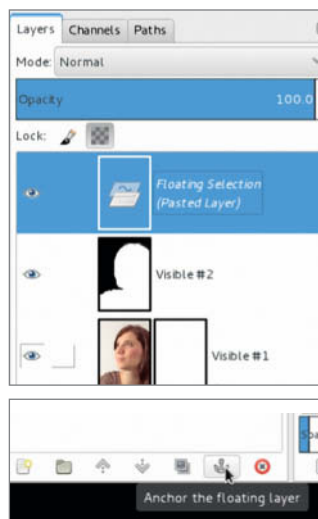 Layers Channels Paths
Mode: Normal
Opacity 100.0
Lock:
Floating Selection
(Pasted Layer)
Visible #2
Visible #1
Anchor the floating layer